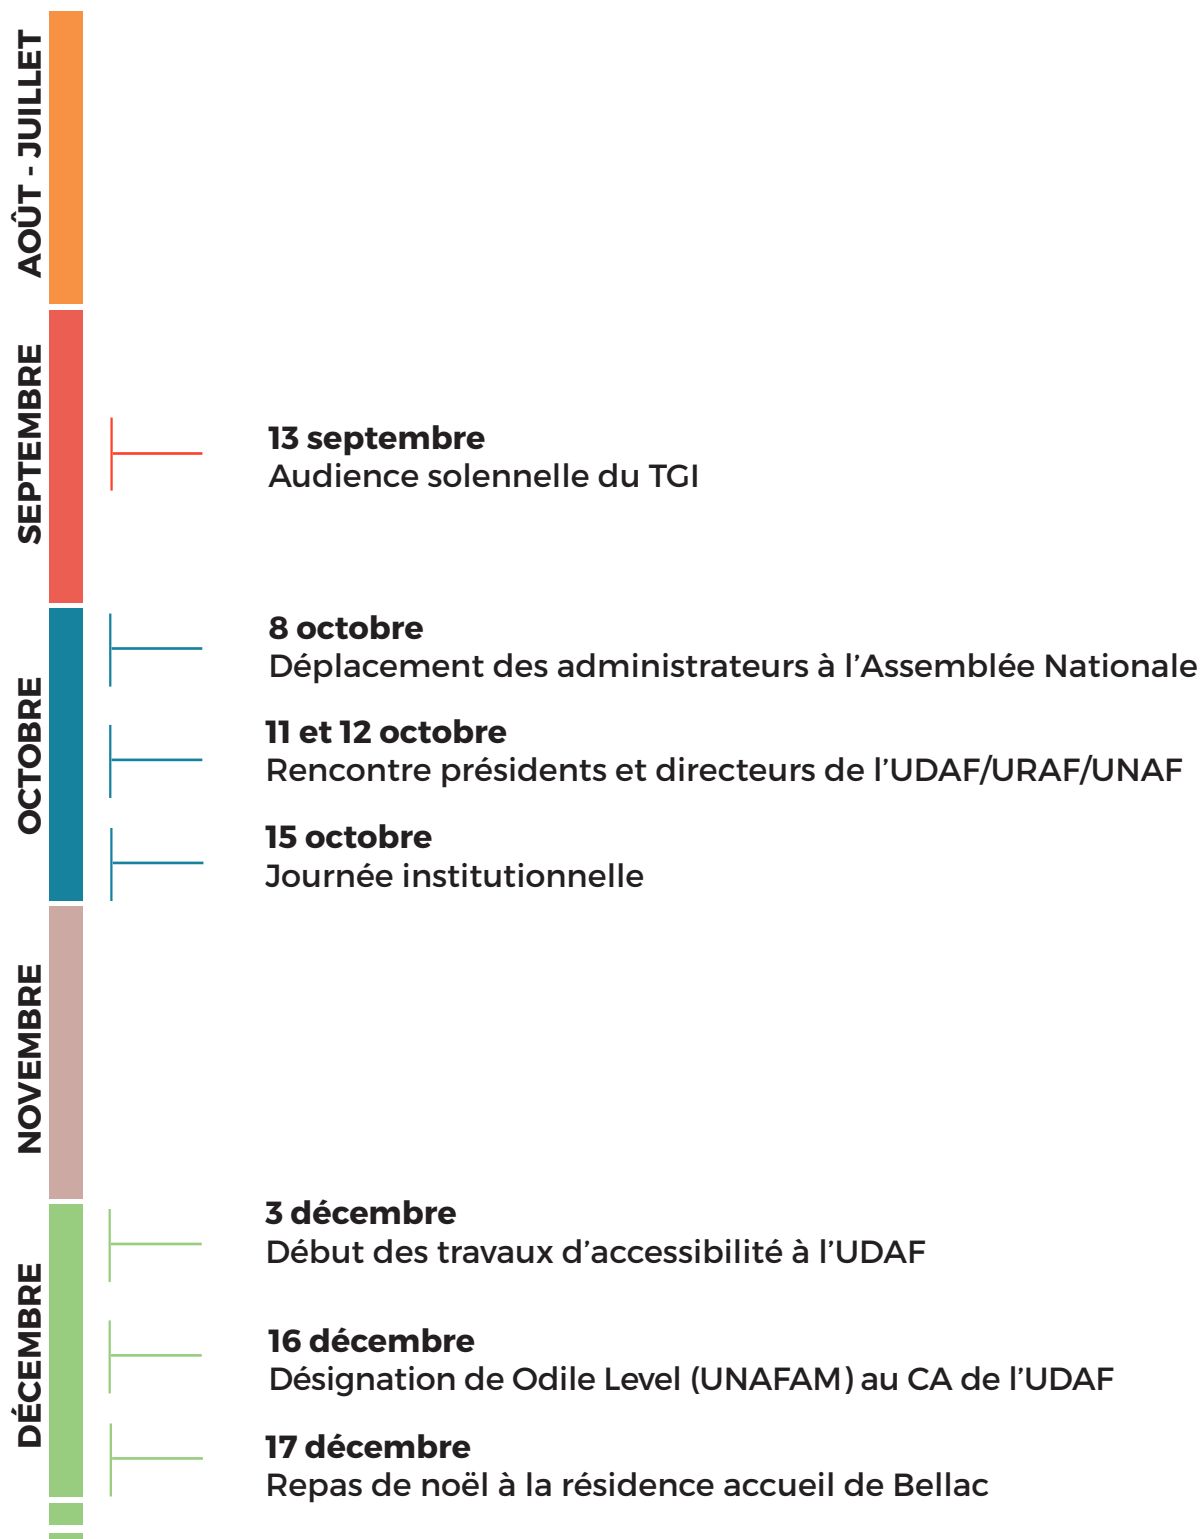 AOÛT - JUILLET
SEPTEMBRE
13 septembre
Audience solennelle du TGI
OCTOBRE
8 octobre
Déplacement des administrateurs à l’Assemblée Nationale
11 et 12 octobre
Rencontre présidents et directeurs de l’UDAF/URAF/UNAF
15 octobre
Journée institutionnelle
NOVEMBRE
DÉCEMBRE
3 décembre
Début des travaux d’accessibilité à l’UDAF
16 décembre
Désignation de Odile Level (UNAFAM) au CA de l’UDAF
17 décembre
Repas de noël à la résidence accueil de Bellac